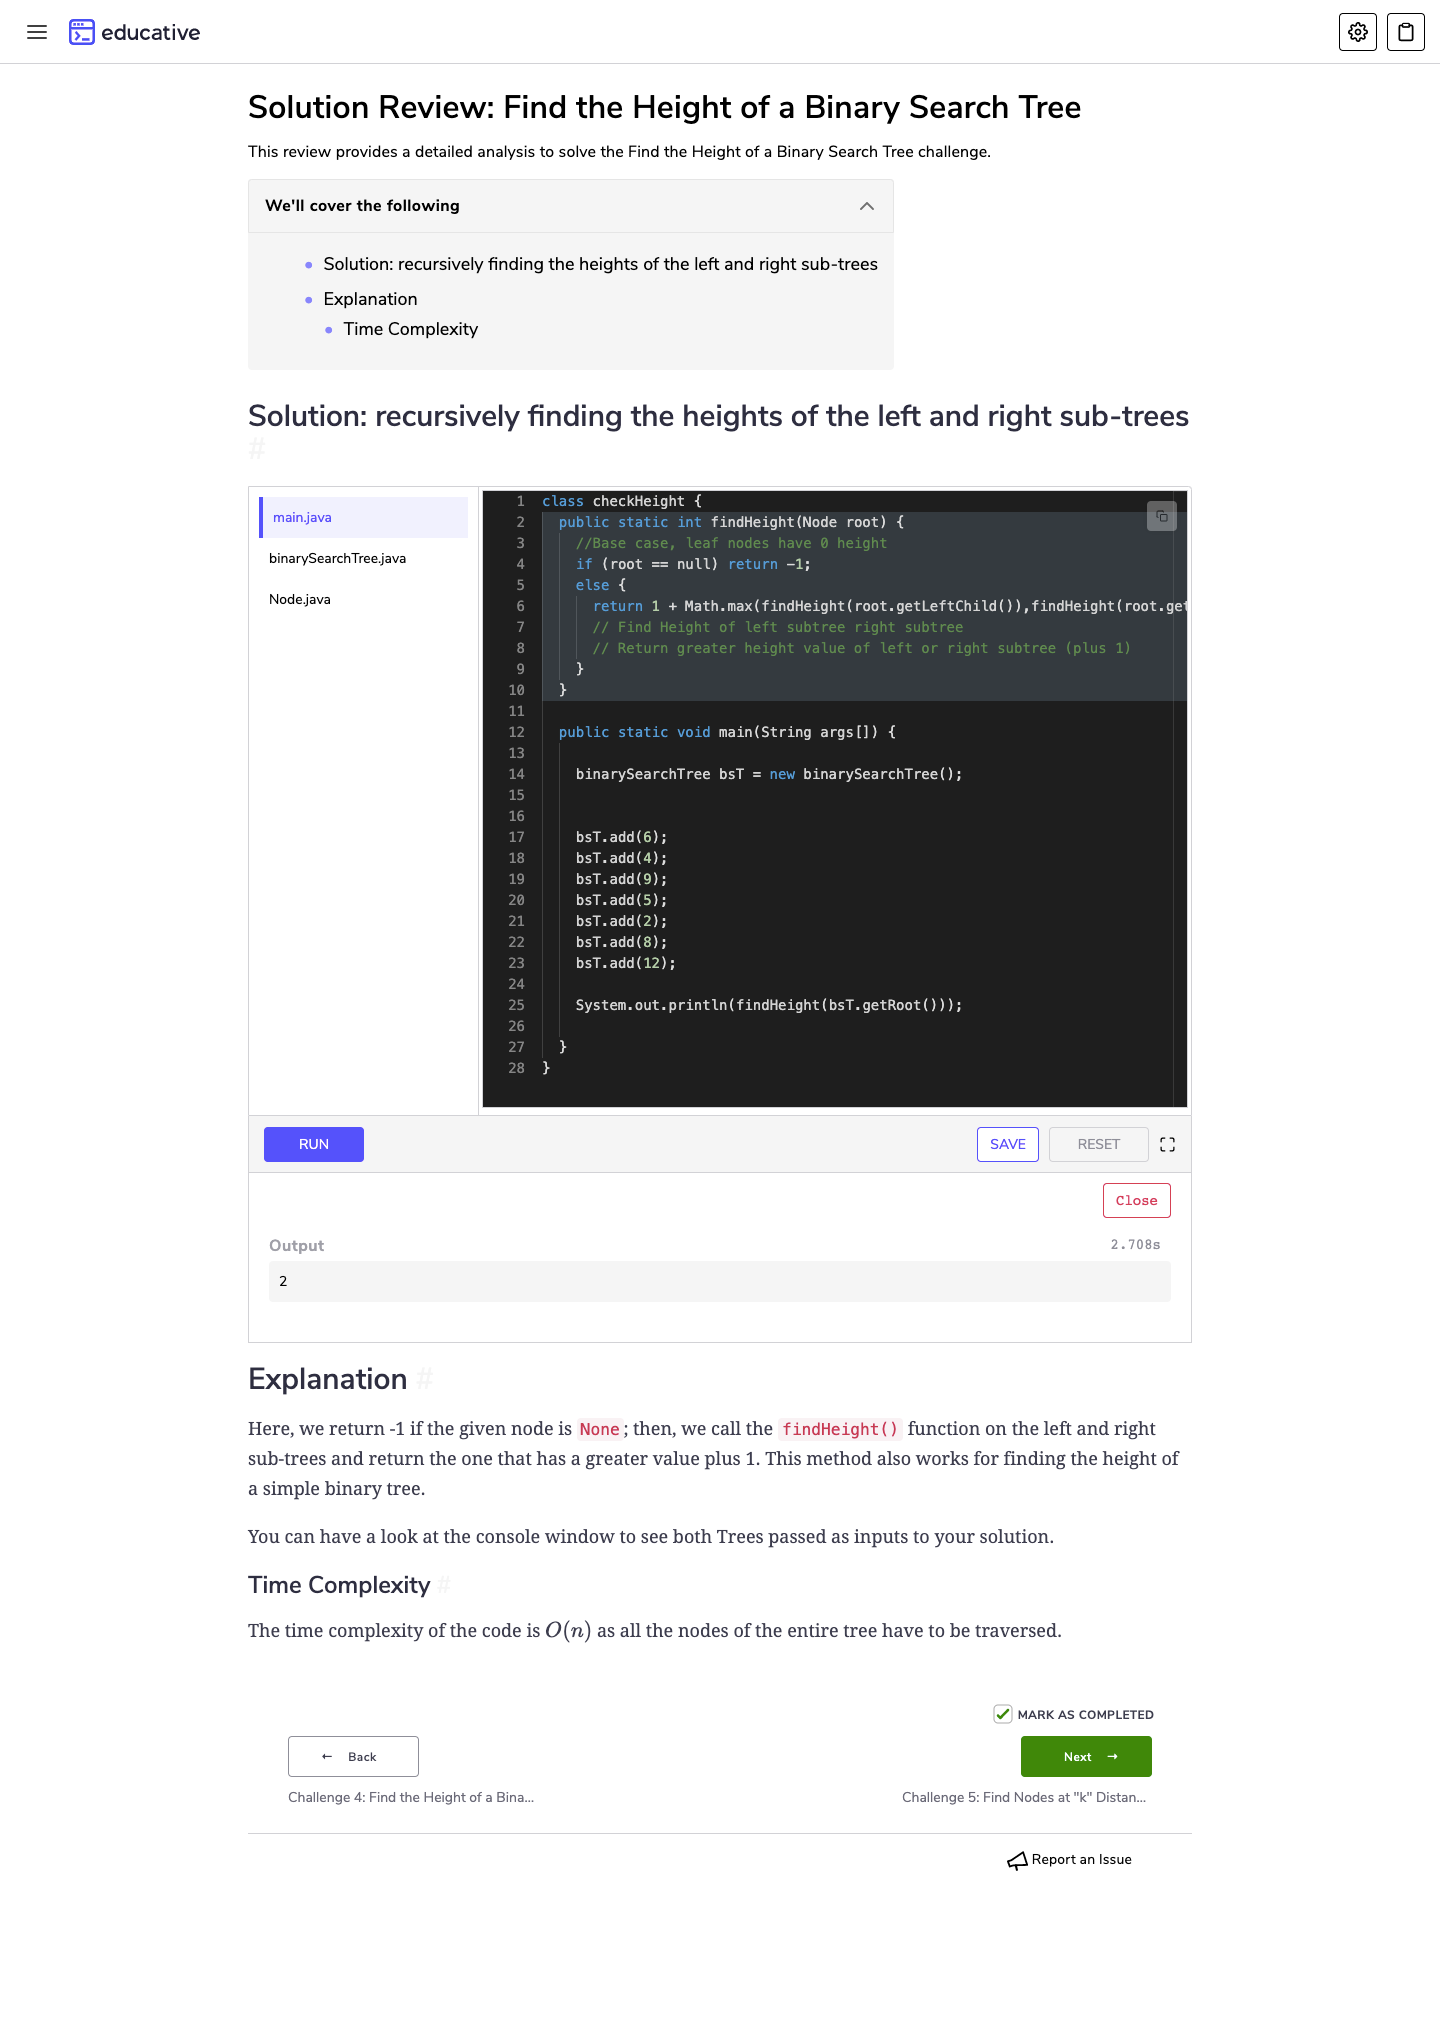 educative
Solution Review: Find the Height of a Binary Search Tree
This review provides a detailed analysis to solve the Find the Height of a Binary Search Tree challenge.
We'll cover the following
Solution: recursively finding the heights of the left and right sub-trees
Explanation
Time Complexity
Solution: recursively finding the heights of the left and right sub-trees
#
main.java
binarySearchTree.java
Node.java
1 class checkHeight {
2 public static int findHeight(Node root) {
3 //Base case, leaf nodes have 0 height
4 if (root == null) return -1;
5 else {
6 return 1 + Math.max(findHeight(root.getLeftChild()),findHeight(root.get
7 // Find Height of left subtree right subtree
8 // Return greater height value of left or right subtree (plus 1)
9 }
10 }
11
12 public static void main(String args[]) {
13
14 binarySearchTree bsT = new binarySearchTree();
15
16
17 bsT.add(6);
18 bsT.add(4);
19 bsT.add(9);
20 bsT.add(5);
21 bsT.add(2);
22 bsT.add(8);
23 bsT.add(12);
24
25 System.out.println(findHeight(bsT.getRoot()));
26
27 }
28 }
RUN SAVE RESET
Close
Output 2.708s
2
Explanation #
Here, we return -1 if the given node is None; then, we call the findHeight() function on the left and right
sub-trees and return the one that has a greater value plus 1. This method also works for finding the height of
a simple binary tree.
You can have a look at the console window to see both Trees passed as inputs to your solution.
Time Complexity #
The time complexity of the code is O(n) as all the nodes of the entire tree have to be traversed.
MARK AS COMPLETED
← Back Next →
Challenge 4: Find the Height of a Bina... Challenge 5: Find Nodes at "k" Distan...
Report an Issue